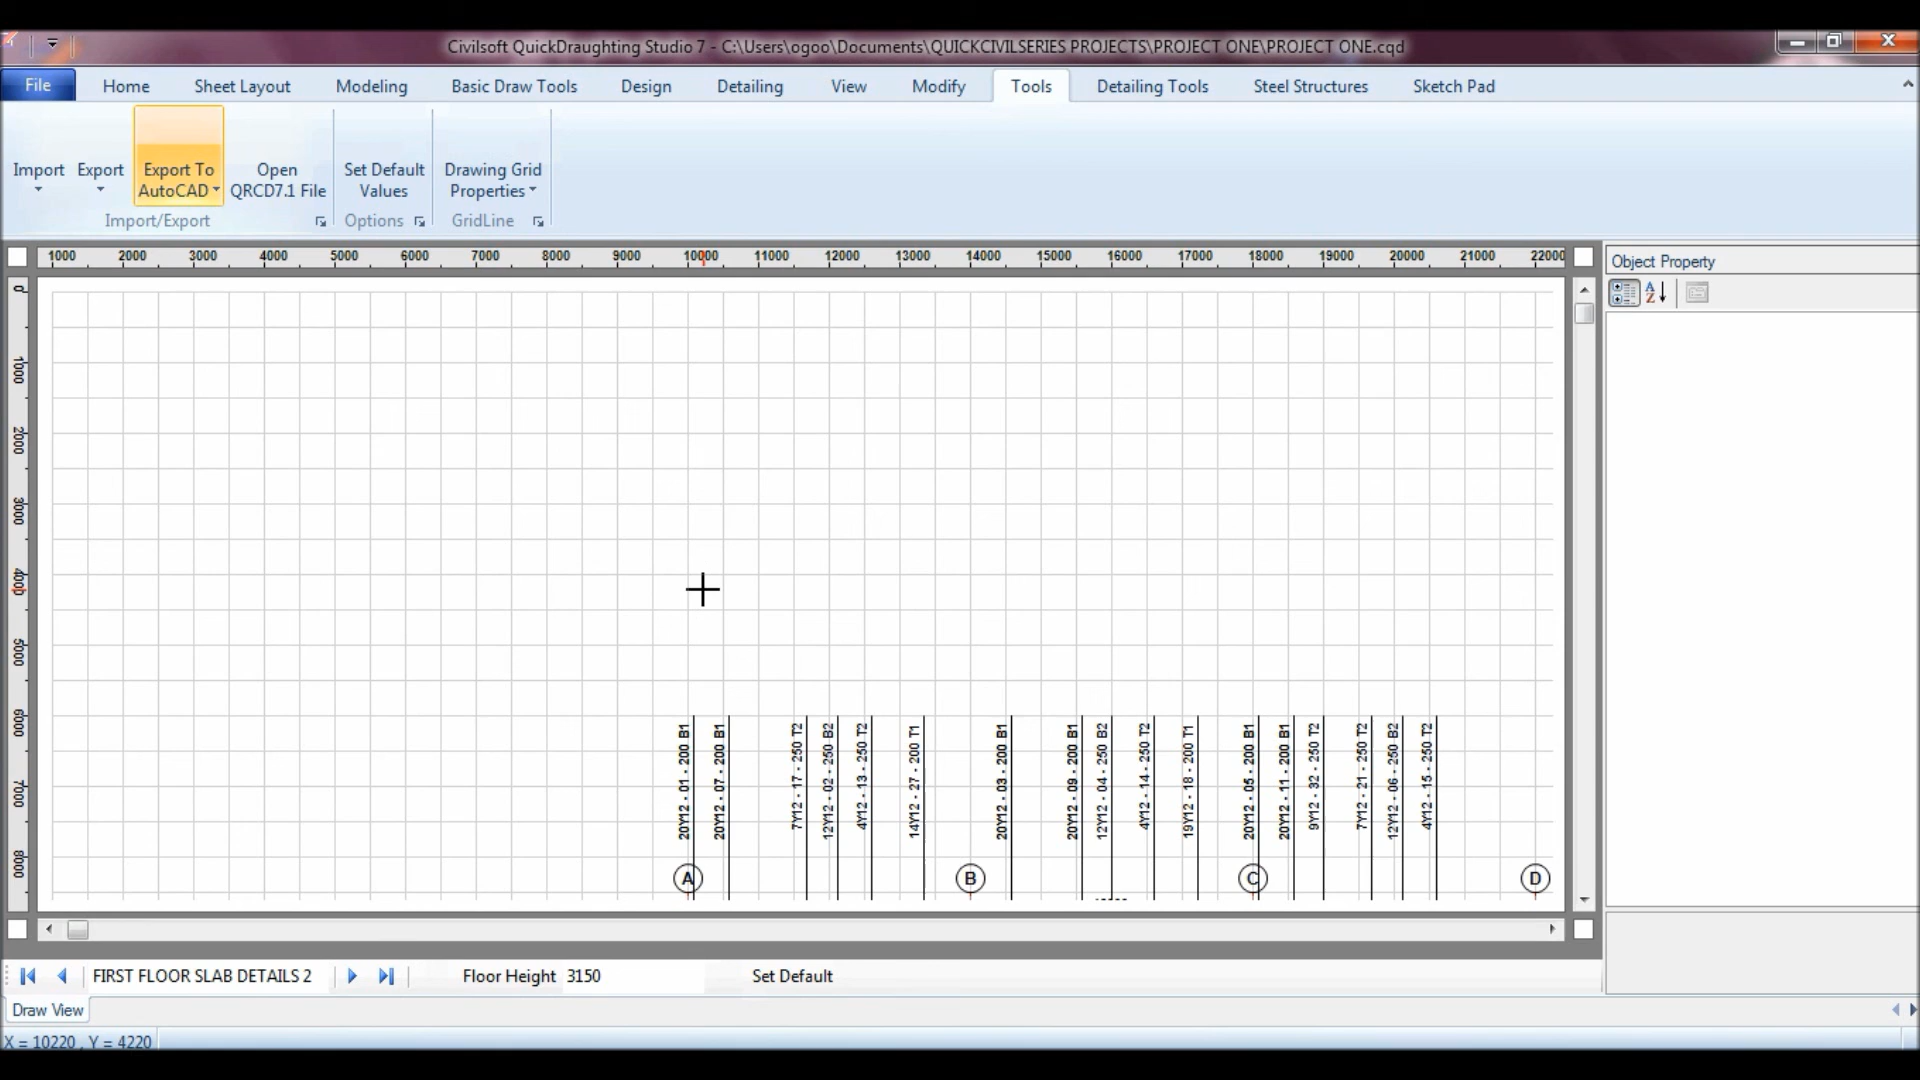 Civilsoft QuickDraughting Studio 7 - C:\Users\ogoo\Documents\QUICKCIVILSERIES PROJECTS\PROJECT ONE\PROJECT ONE.cqd
File Home Sheet Layout Modeling Basic Draw Tools Design Detailing View Modify Tools Detailing Tools Steel Structures Sketch Pad
Import Export Export To AutoCAD Open QRCD7.1 File Set Default Values Drawing Grid Properties
Import/Export Options GridLine
1000 2000 3000 4000 5000 6000 7000 8000 9000 10000 11000 12000 13000 14000 15000 16000 17000 18000 19000 20000 21000 22000
Object Property
0
1000
2000
3000
4000
5000
6000
7000
8000
20Y12 - 01 - 200 B1
20Y12 - 07 - 200 B1
7Y12 - 17 - 250 T2
12Y12 - 02 - 250 B2
4Y12 - 13 - 250 T2
14Y12 - 27 - 200 T1
20Y12 - 03 - 200 B1
20Y12 - 09 - 200 B1
12Y12 - 04 - 250 B2
4Y12 - 14 - 250 T2
19Y12 - 18 - 200 T1
20Y12 - 05 - 200 B1
20Y12 - 11 - 200 B1
9Y12 - 32 - 250 T2
7Y12 - 21 - 250 T2
12Y12 - 06 - 250 B2
4Y12 - 15 - 250 T2
A B C D
FIRST FLOOR SLAB DETAILS 2 Floor Height 3150 Set Default
Draw View
X = 10220 , Y = 4220